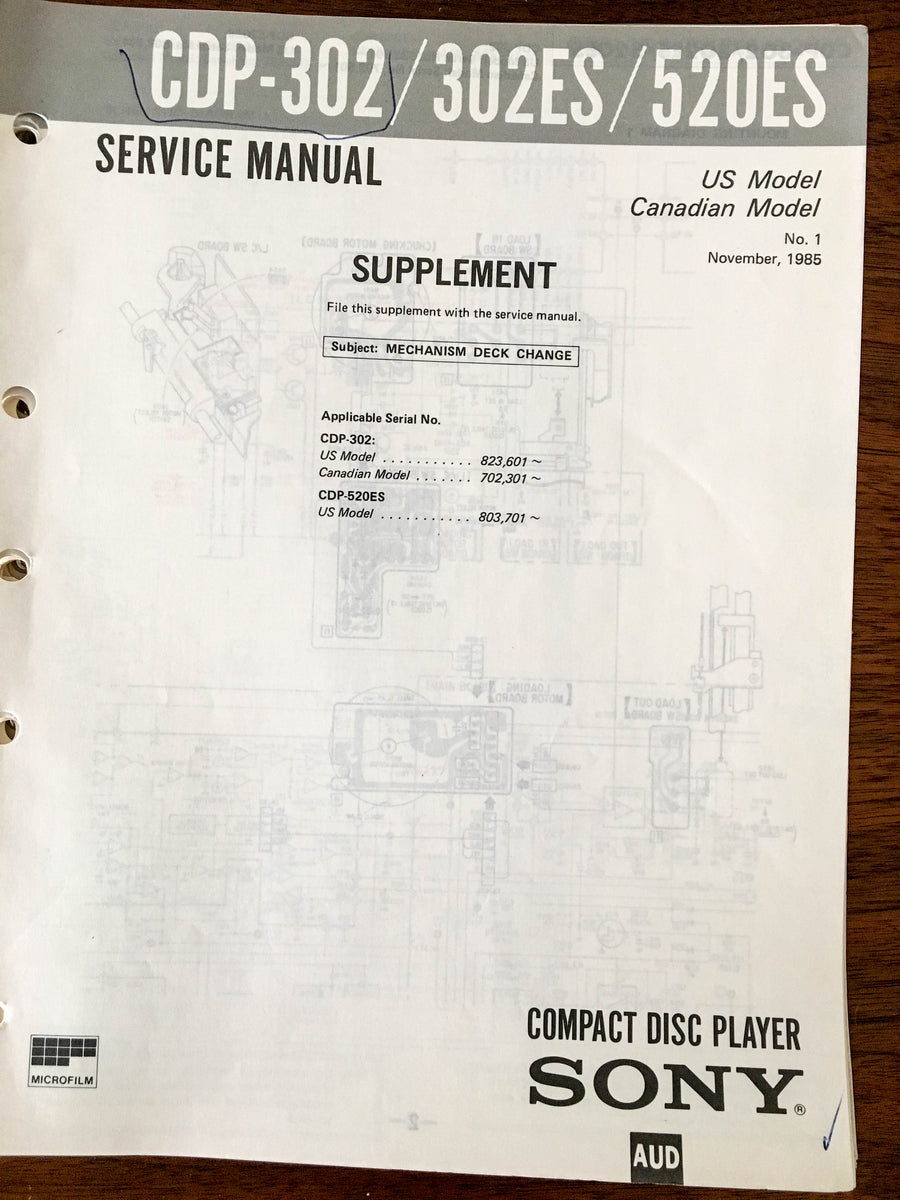 CDP-302/302ES/520ES
SERVICE MANUAL
US Model
Canadian Model
No. 1
November, 1985
SUPPLEMENT
File this supplement with the service manual.
Subject: MECHANISM DECK CHANGE
Applicable Serial No.
CDP-302:
US Model . . . . . . . . . . . 823,601 ~
Canadian Model . . . . . . . 702,301 ~
CDP-520ES
US Model . . . . . . . . . . . 803,701 ~
COMPACT DISC PLAYER
SONY®
MICROFILM
AUD